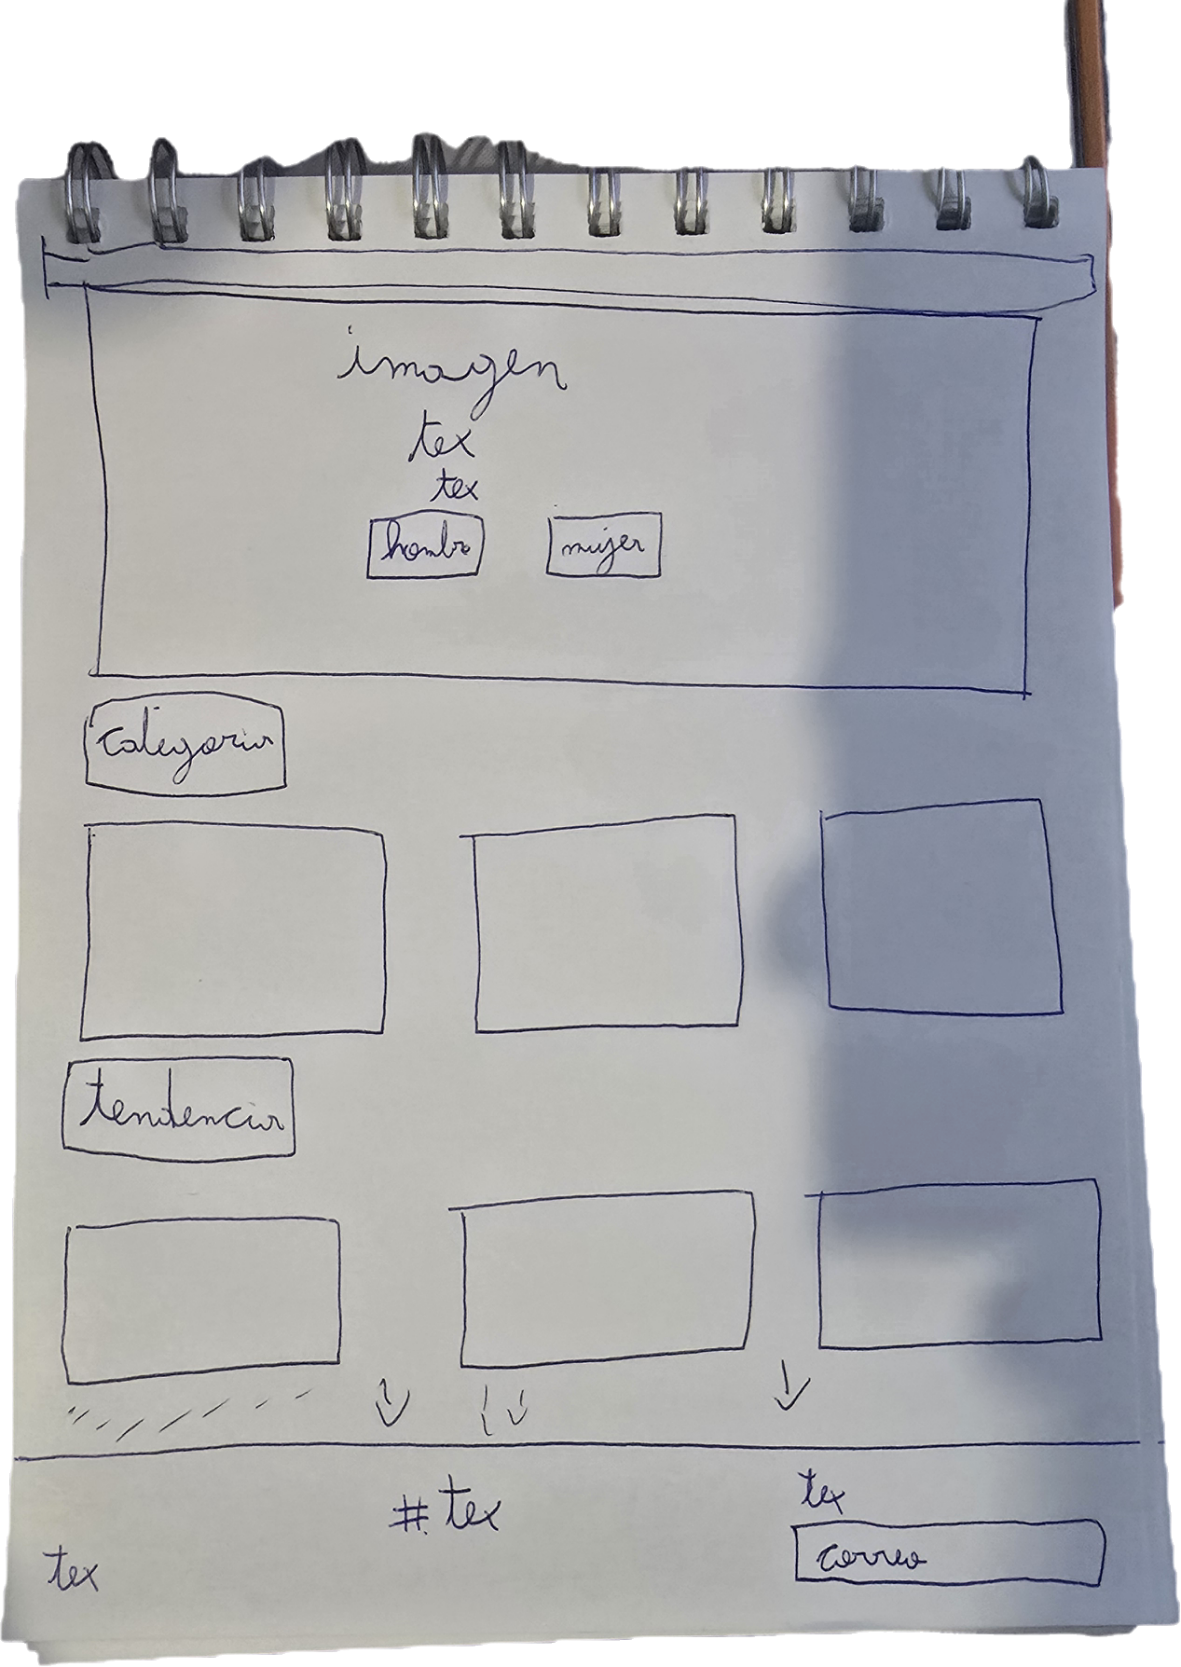 imagen
tex
tex
hombre mujer
categoria
tendencia
# tex
tex
tex
correo